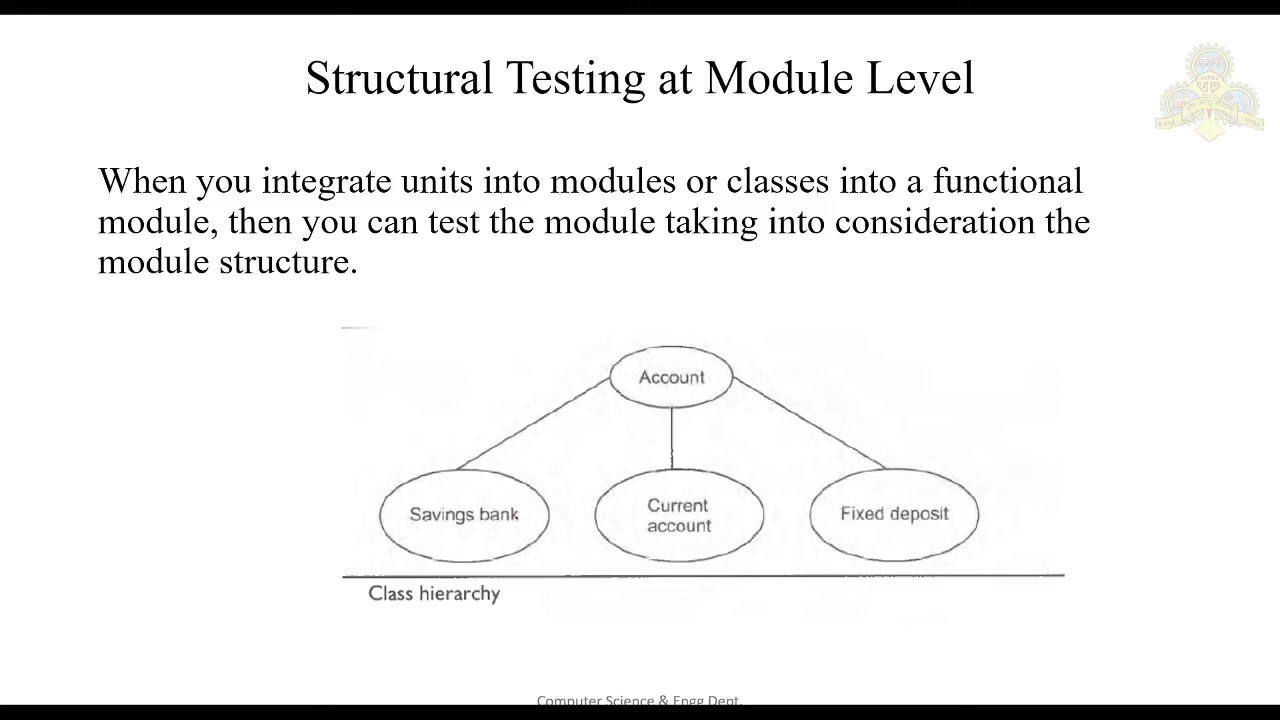 Structural Testing at Module Level
When you integrate units into modules or classes into a functional
module, then you can test the module taking into consideration the
module structure.
Account
Savings bank
Current
account
Fixed deposit
Class hierarchy
Computer Science & Engg Dept.